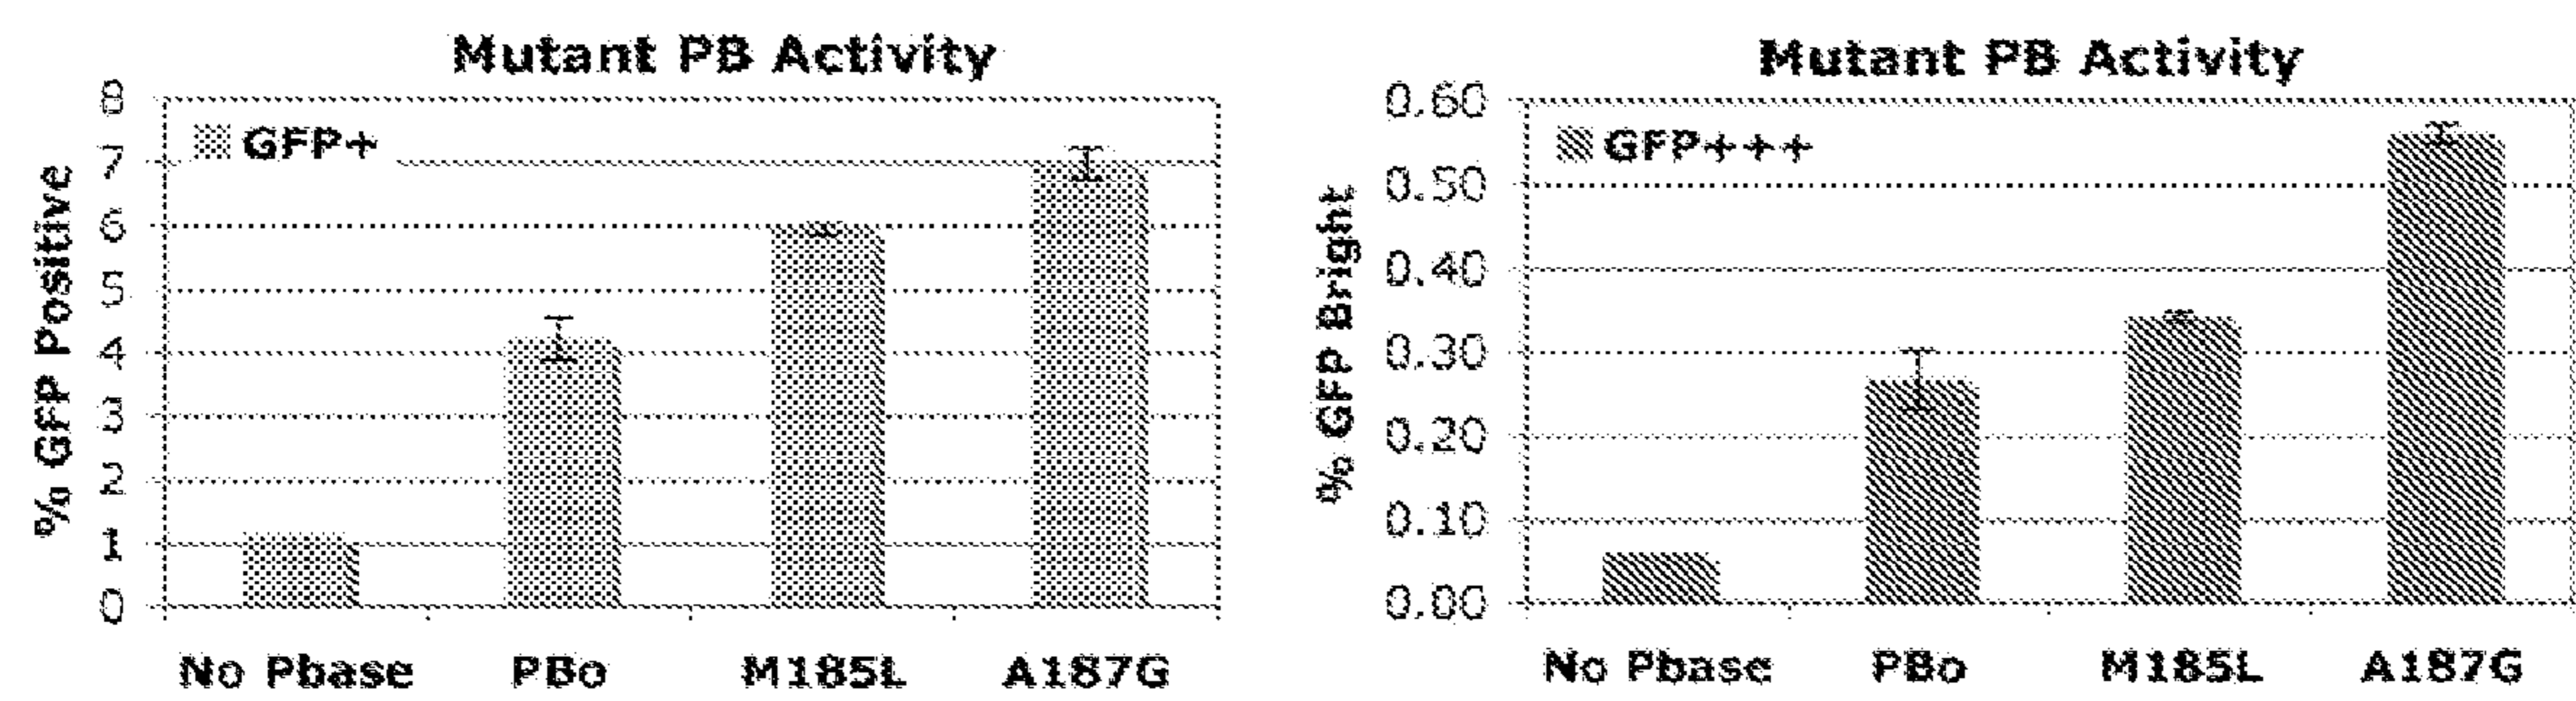 Mutant PB Activity
% GFP Positive
8
7
6
5
4
3
2
1
0
GFP+
No Pbase PBo M185L A187G
Mutant PB Activity
% GFP Bright
0.60
0.50
0.40
0.30
0.20
0.10
0.00
GFP+++
No Pbase PBo M185L A187G